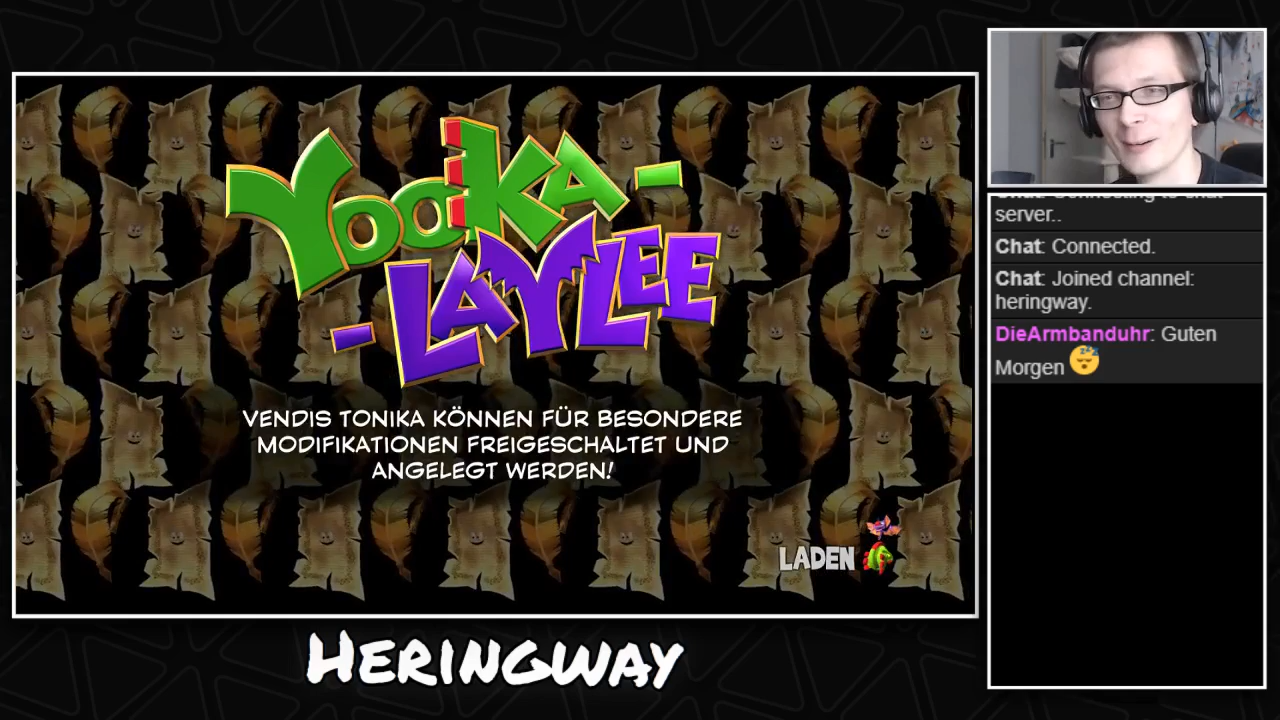 YOOKA-
-LAYLEE
VENDIS TONIKA KÖNNEN FÜR BESONDERE
MODIFIKATIONEN FREIGESCHALTET UND
ANGELEGT WERDEN!
LADEN
HERINGWAY
server..
Chat: Connected.
Chat: Joined channel:
heringway.
DieArmbanduhr: Guten
Morgen